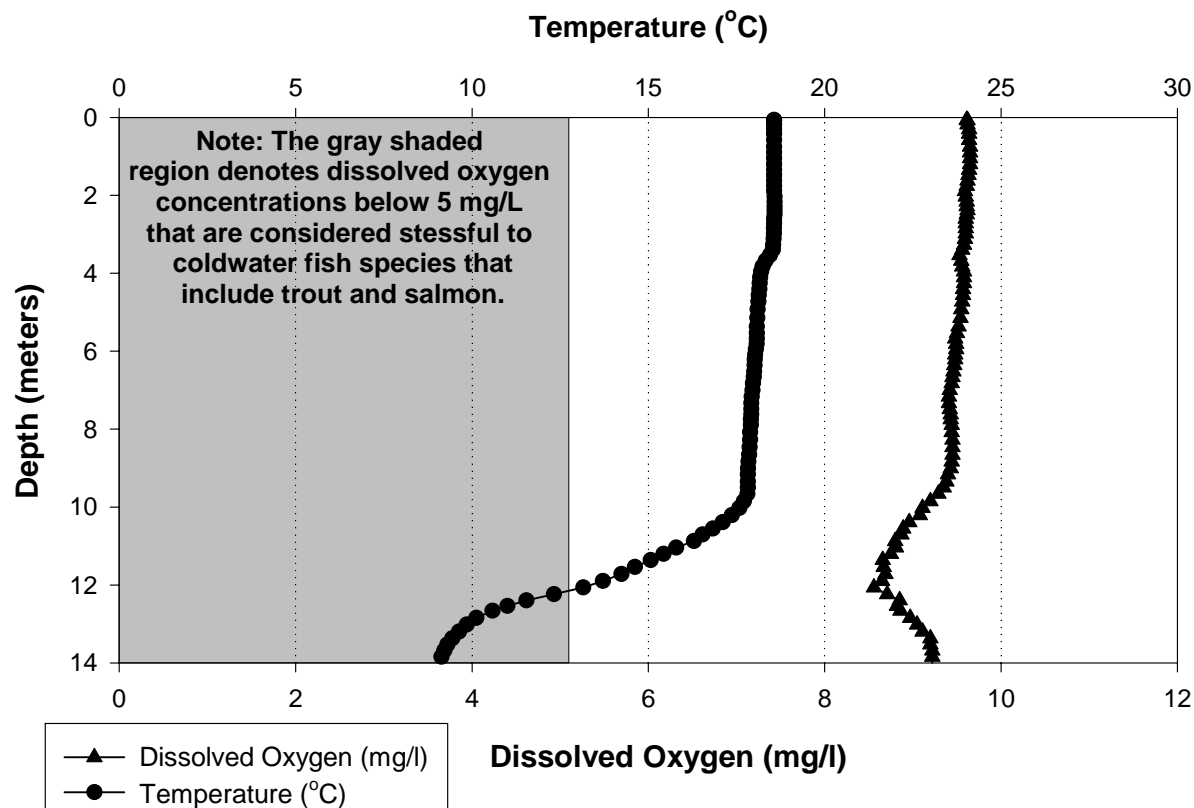 Temperature (°C)
0 5 10 15 20 25 30
Note: The gray shaded
region denotes dissolved oxygen
concentrations below 5 mg/L
that are considered stessful to
coldwater fish species that
include trout and salmon.
Depth (meters)
0
2
4
6
8
10
12
14
0 2 4 6 8 10 12
Dissolved Oxygen (mg/l)
Dissolved Oxygen (mg/l)
Temperature (°C)